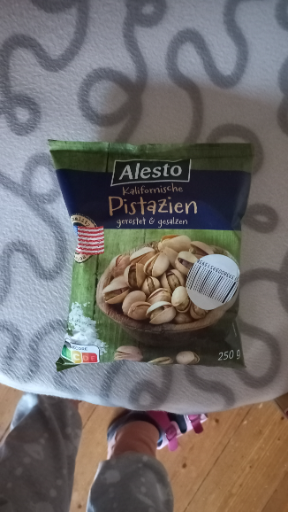 Alesto
Kalifornische
Pistazien
geröstet & gesalzen
250 g